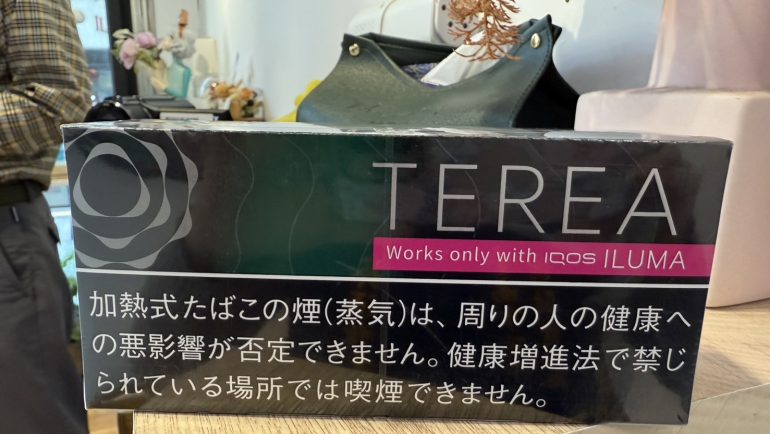 TEREA
Works only with IQOS ILUMA
加熱式たばこの煙(蒸気)は、周りの人の健康へ
の悪影響が否定できません。健康増進法で禁じ
られている場所では喫煙できません。